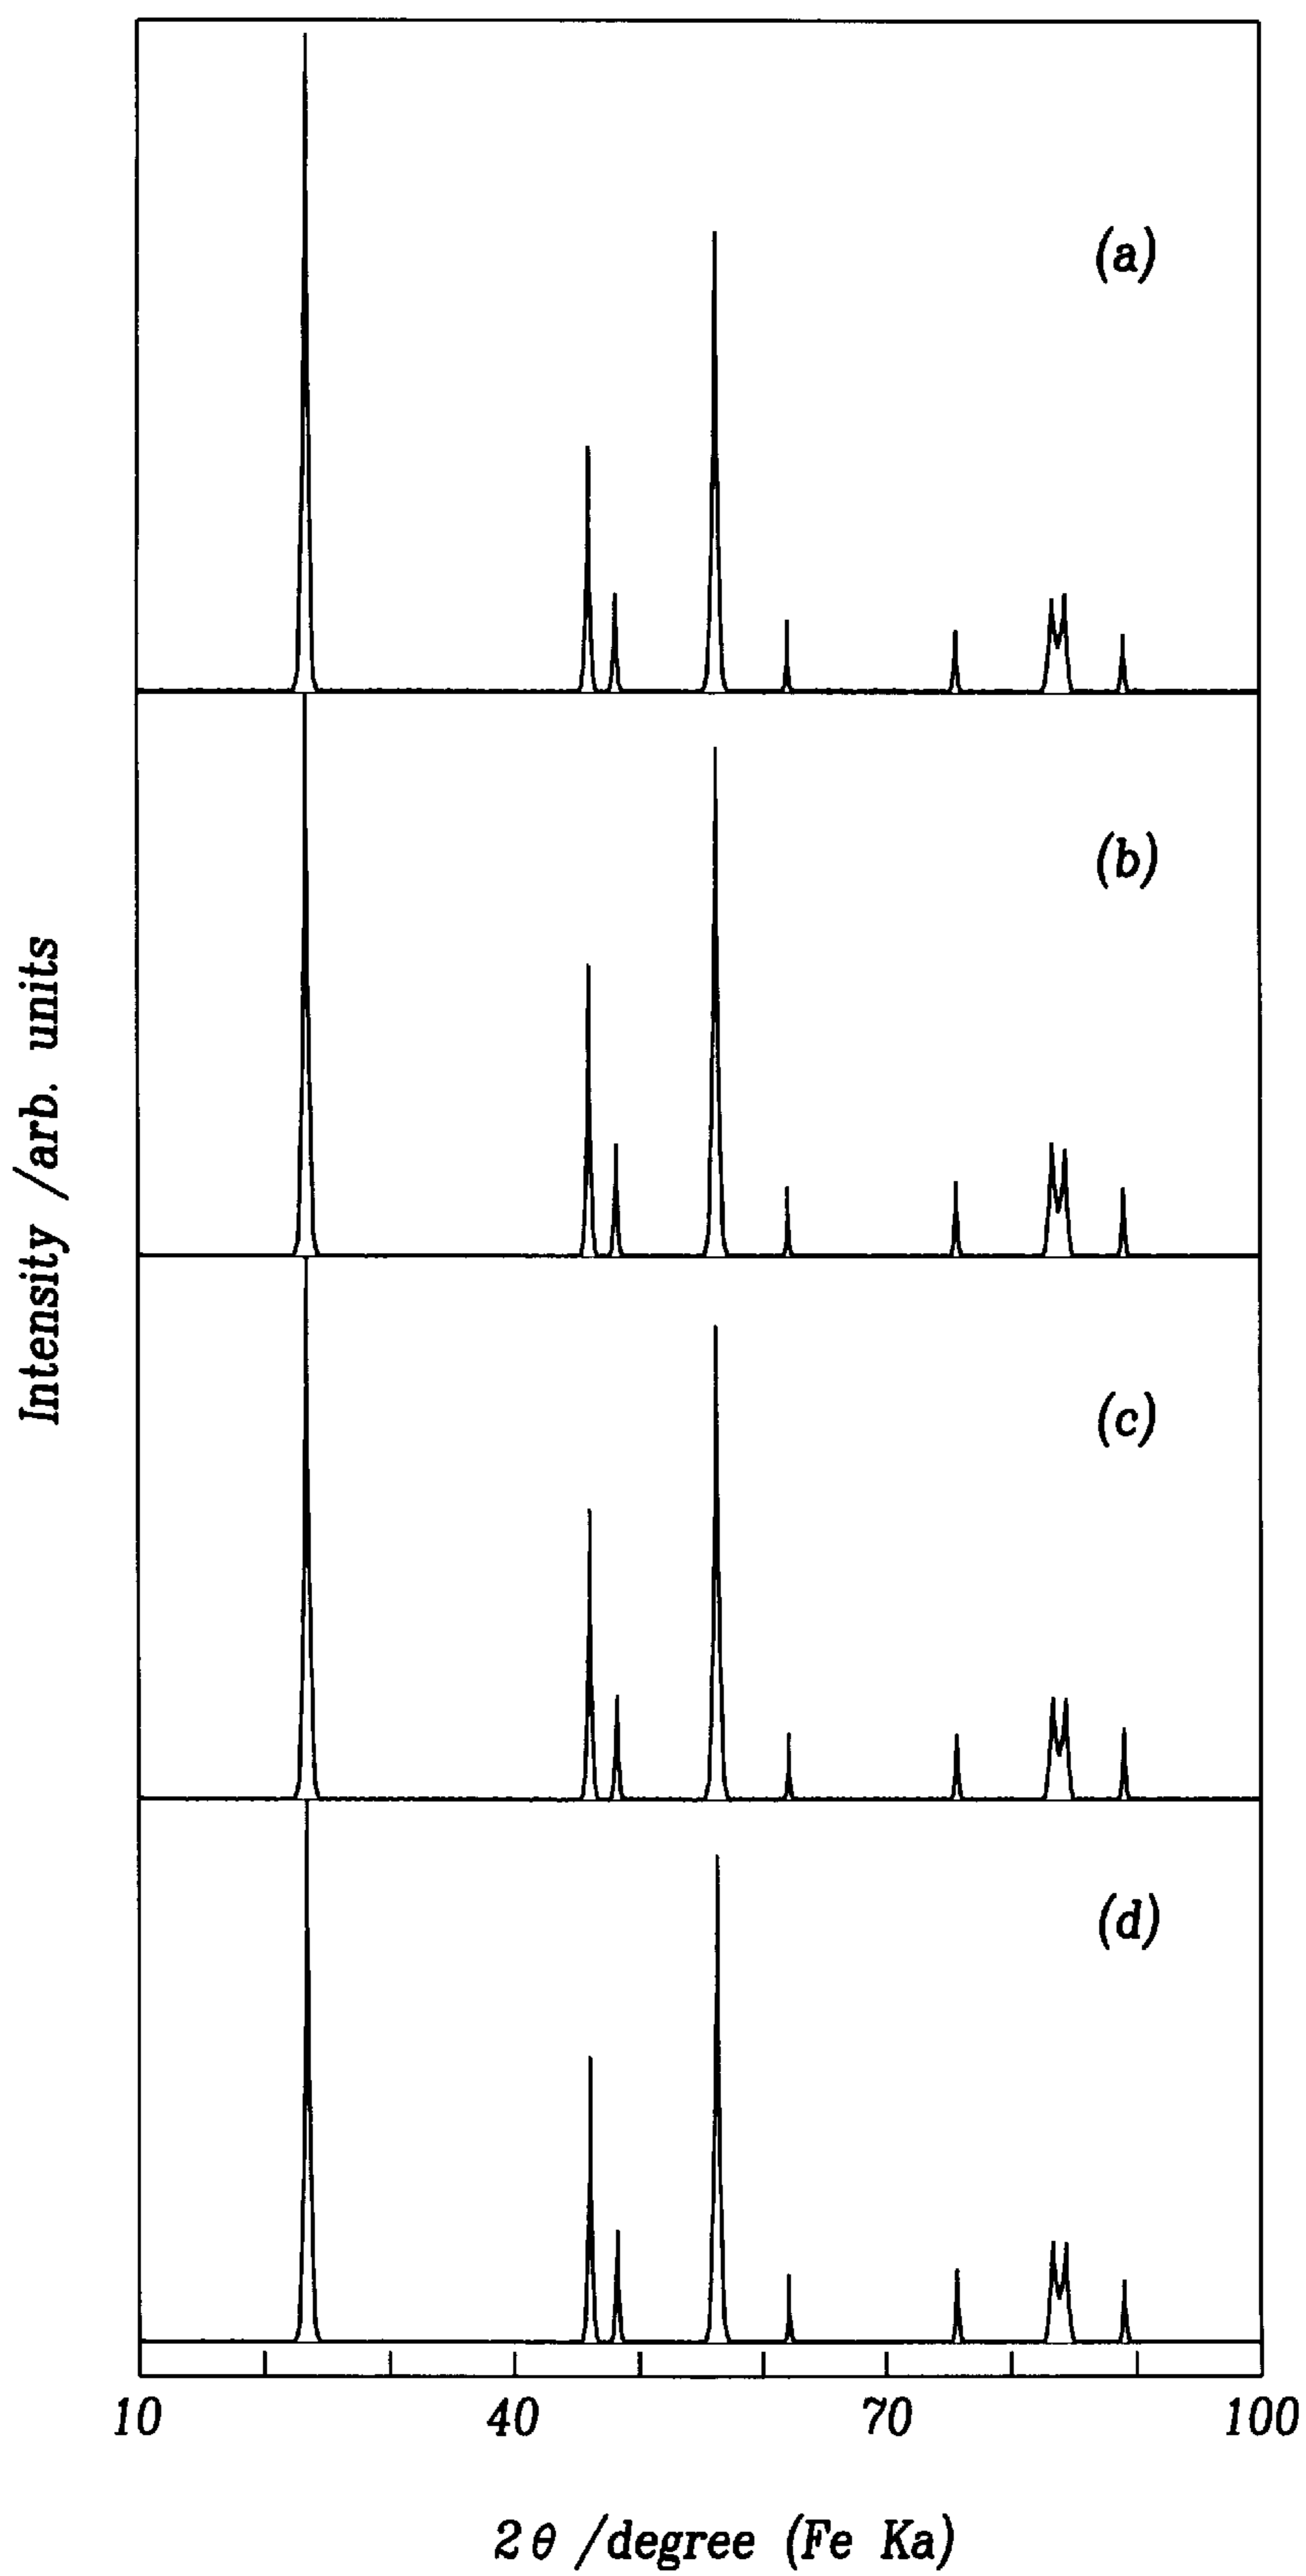 (a)
(b)
Intensity /arb. units
(c)
(d)
10 40 70 100
2θ /degree (Fe Ka)